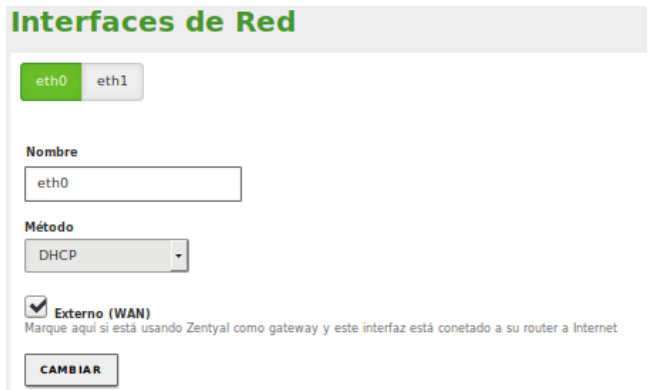 Interfaces de Red
eth0 eth1
Nombre
eth0
Método
DHCP
Externo (WAN)
Marque aquí si está usando Zentyal como gateway y este interfaz está conetado a su router a Internet
CAMBIAR